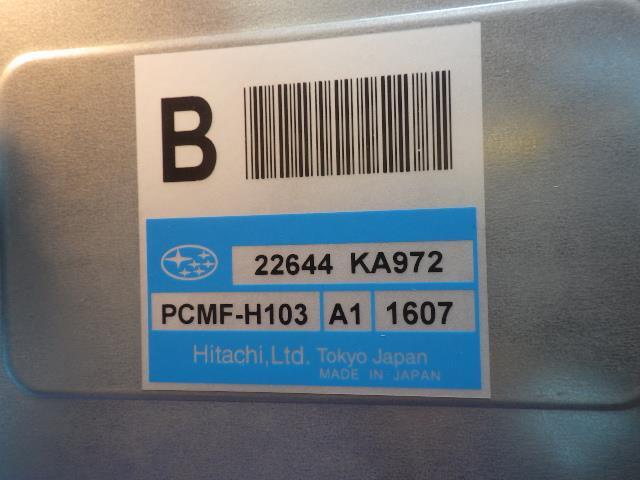 B
22644 KA972
PCMF-H103 A1 1607
Hitachi,Ltd. Tokyo Japan
MADE IN JAPAN